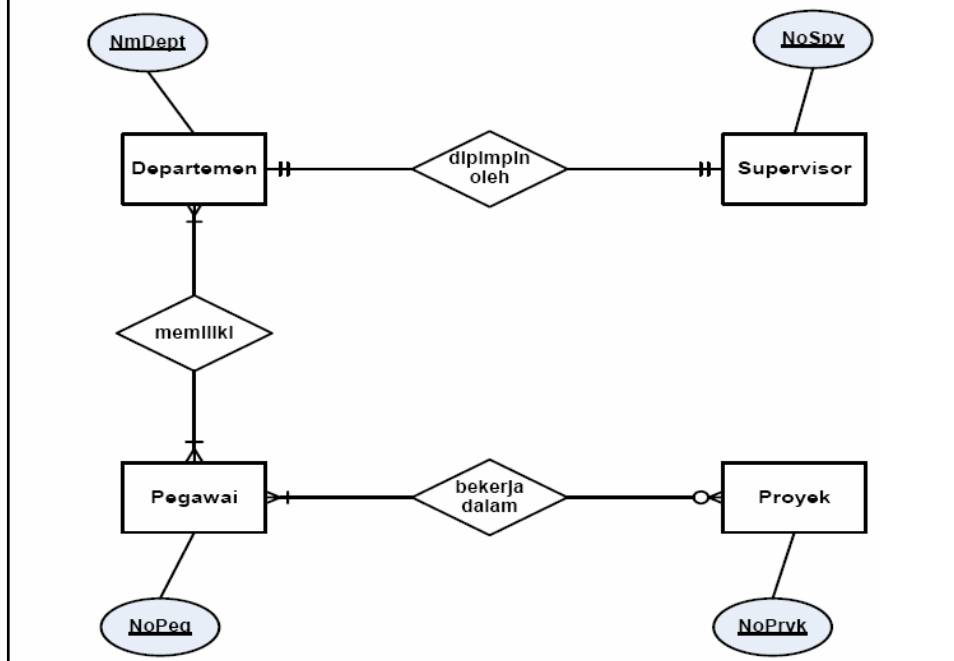 NmDept
NoSpv
Departemen
dipimpin
oleh
Supervisor
memiliki
Pegawai
bekerja
dalam
Proyek
NoPeg
NoPryk